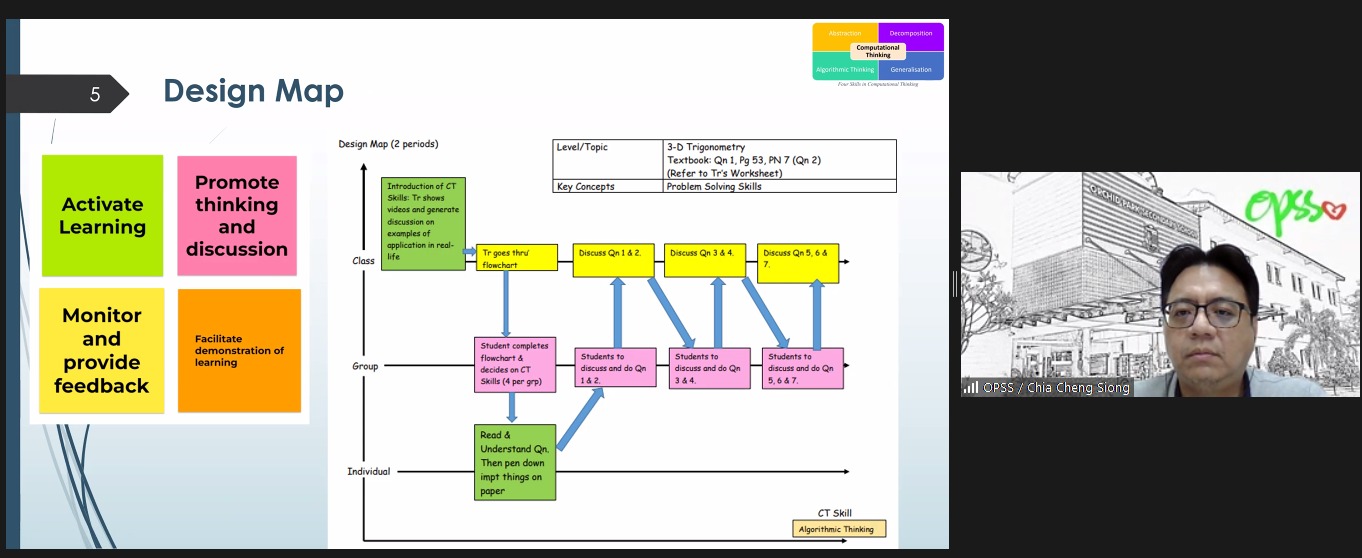 Abstraction
Decomposition
Computational
Thinking
Algorithmic Thinking
Generalisation
Four Skills in Computational Thinking
5
Design Map
Activate
Learning
Promote
thinking
and
discussion
Monitor
and
provide
feedback
Facilitate
demonstration of
learning
Design Map (2 periods)
Level/Topic
3-D Trigonometry
Textbook: Qn 1, Pg 53, PN 7 (Qn 2)
(Refer to Tr's Worksheet)
Key Concepts
Problem Solving Skills
Introduction of CT
Skills: Tr shows
videos and generate
discussion on
examples of
application in real-
life
Class
Tr goes thru'
flowchart
Discuss Qn 1 & 2.
Discuss Qn 3 & 4.
Discuss Qn 5, 6 &
7.
Group
Student completes
flowchart &
decides on CT
Skills (4 per grp)
Students to
discuss and do Qn
1 & 2.
Students to
discuss and do Qn
3 & 4.
Students to
discuss and do Qn
5, 6 & 7.
Individual
Read &
Understand Qn.
Then pen down
impt things on
paper
CT Skill
Algorithmic Thinking
ORCHID PARK SECONDARY
opss
OPSS / Chia Cheng Siong